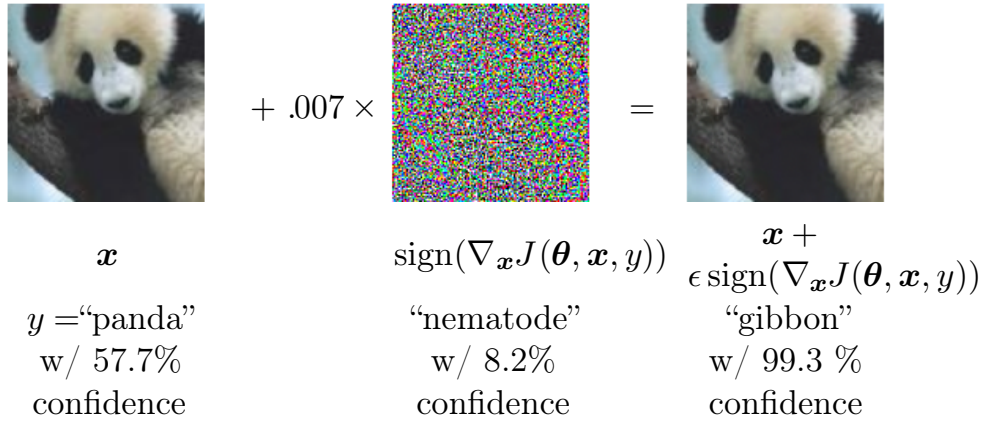 + .007 ×
=
x
sign(∇ₓJ(θ, x, y))
x +
ϵ sign(∇ₓJ(θ, x, y))
y =“panda”
“nematode”
“gibbon”
w/ 57.7%
w/ 8.2%
w/ 99.3 %
confidence
confidence
confidence